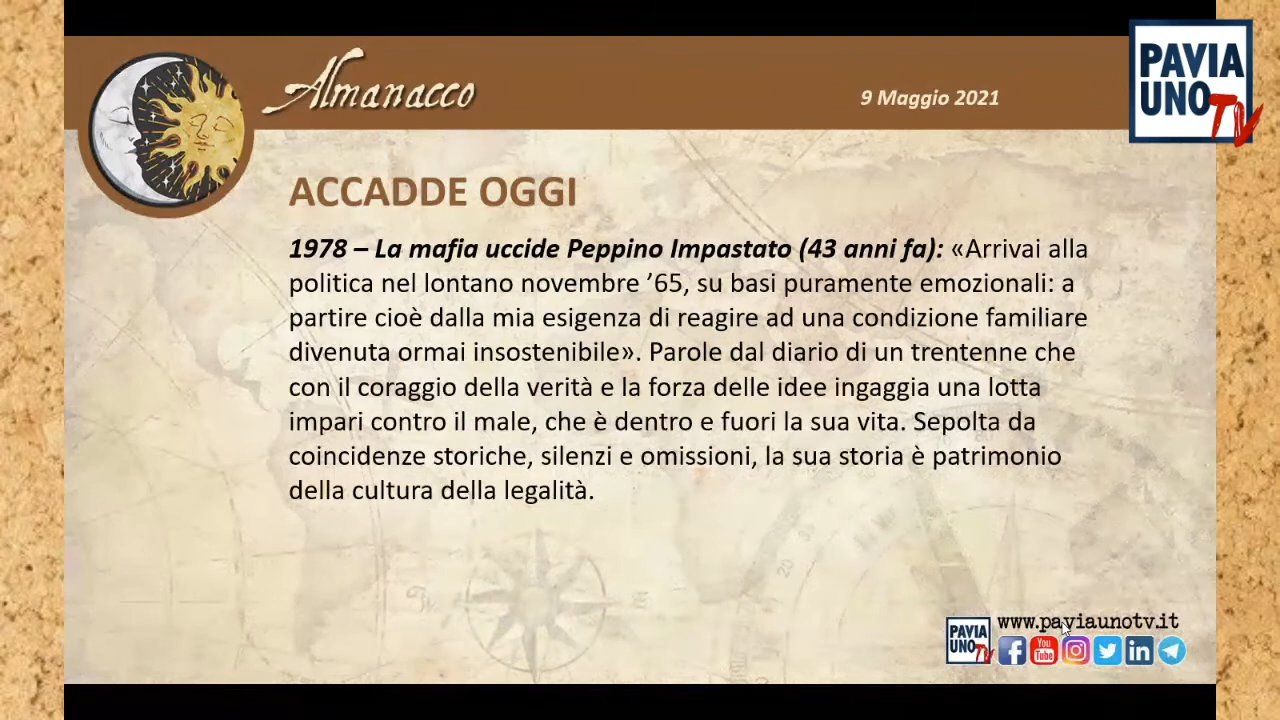 PAVIA
UNO TV
Almanacco
9 Maggio 2021
ACCADDE OGGI
1978 – La mafia uccide Peppino Impastato (43 anni fa): «Arrivai alla
politica nel lontano novembre ’65, su basi puramente emozionali: a
partire cioè dalla mia esigenza di reagire ad una condizione familiare
divenuta ormai insostenibile». Parole dal diario di un trentenne che
con il coraggio della verità e la forza delle idee ingaggia una lotta
impari contro il male, che è dentro e fuori la sua vita. Sepolta da
coincidenze storiche, silenzi e omissioni, la sua storia è patrimonio
della cultura della legalità.
www.paviaunotv.it
PAVIA
UNO TV
You
Tube